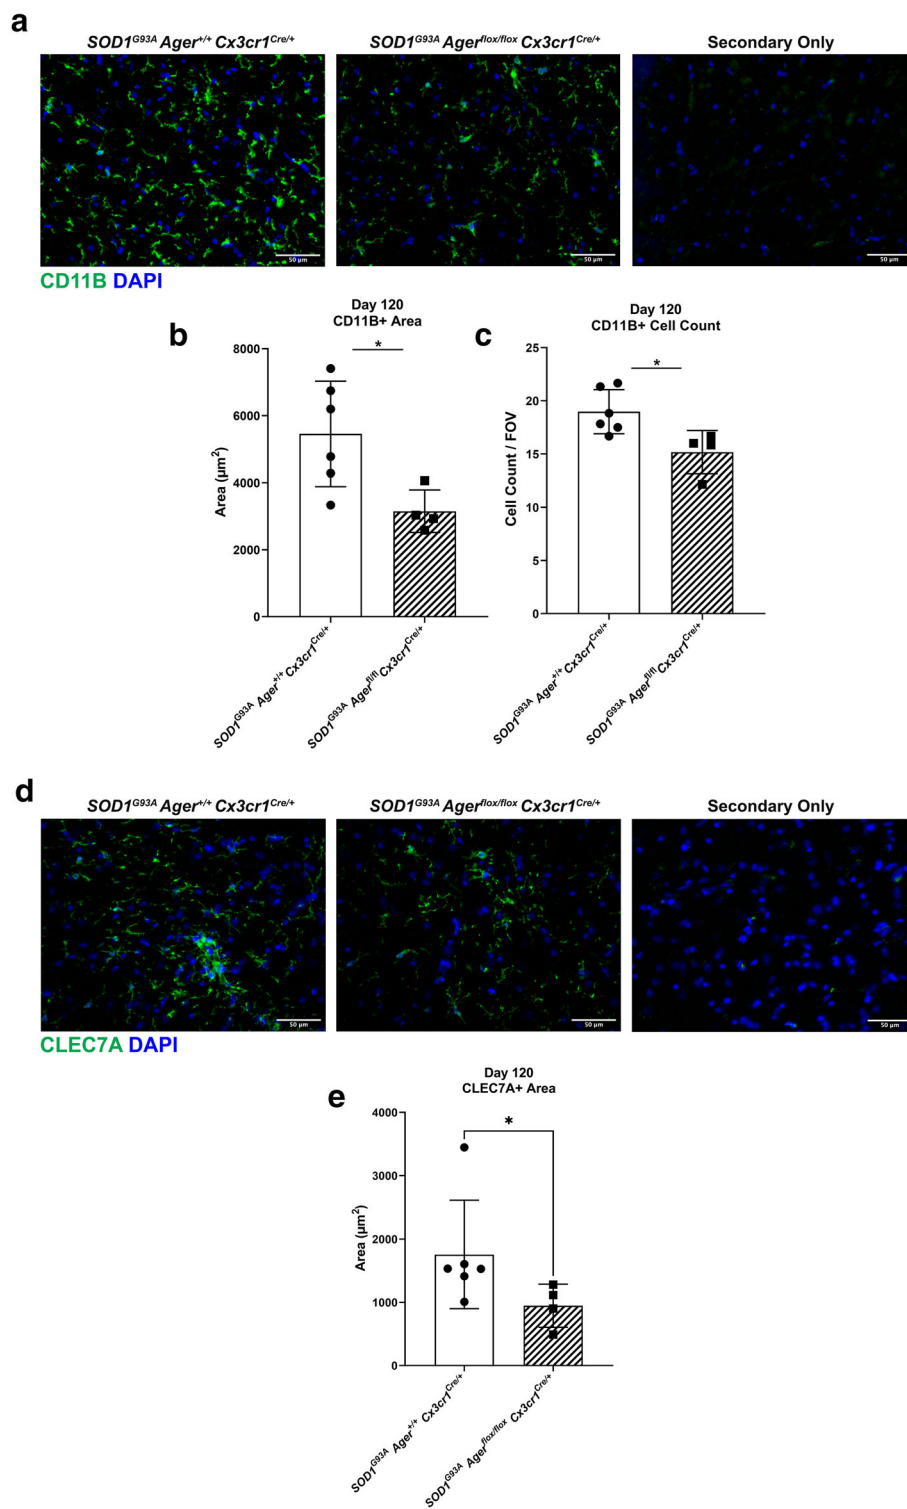 a
SOD1G93A Ager+/+ Cx3cr1Cre/+
SOD1G93A Agerflox/flox Cx3cr1Cre/+
Secondary Only
50 µm
50 µm
50 µm
CD11B DAPI
b
Day 120
CD11B+ Area
*
8000
6000
4000
2000
0
Area (µm2)
SOD1G93A Ager+/+ Cx3cr1Cre/+
SOD1G93A Agerfl/fl Cx3cr1Cre/+
c
Day 120
CD11B+ Cell Count
*
25
20
15
10
5
0
Cell Count / FOV
SOD1G93A Ager+/+ Cx3cr1Cre/+
SOD1G93A Agerfl/fl Cx3cr1Cre/+
d
SOD1G93A Ager+/+ Cx3cr1Cre/+
SOD1G93A Agerflox/flox Cx3cr1Cre/+
Secondary Only
50 µm
50 µm
50 µm
CLEC7A DAPI
e
Day 120
CLEC7A+ Area
*
4000
3000
2000
1000
0
Area (µm2)
SOD1G93A Ager+/+ Cx3cr1Cre/+
SOD1G93A Agerflox/flox Cx3cr1Cre/+